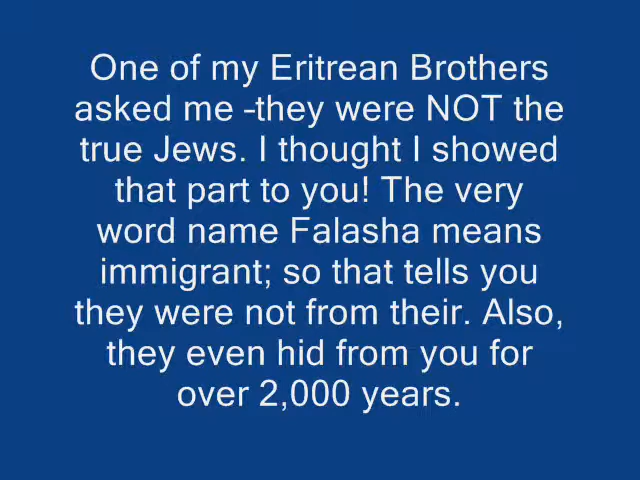 One of my Eritrean Brothers
asked me –they were NOT the
true Jews. I thought I showed
that part to you! The very
word name Falasha means
immigrant; so that tells you
they were not from their. Also,
they even hid from you for
over 2,000 years.